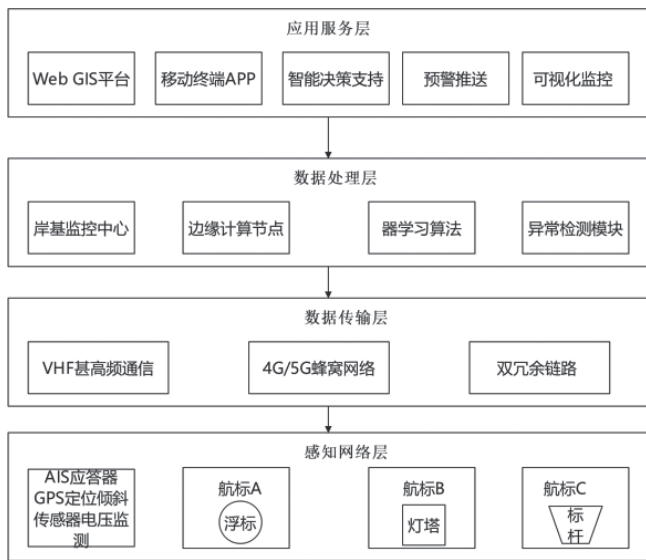 应用服务层
Web GIS平台
移动终端APP
智能决策支持
预警推送
可视化监控
数据处理层
岸基监控中心
边缘计算节点
器学习算法
异常检测模块
数据传输层
VHF甚高频通信
4G/5G蜂窝网络
双冗余链路
感知网络层
AIS应答器
GPS定位倾斜
传感器电压监
测
航标A
浮标
航标B
灯塔
航标C
标
杆